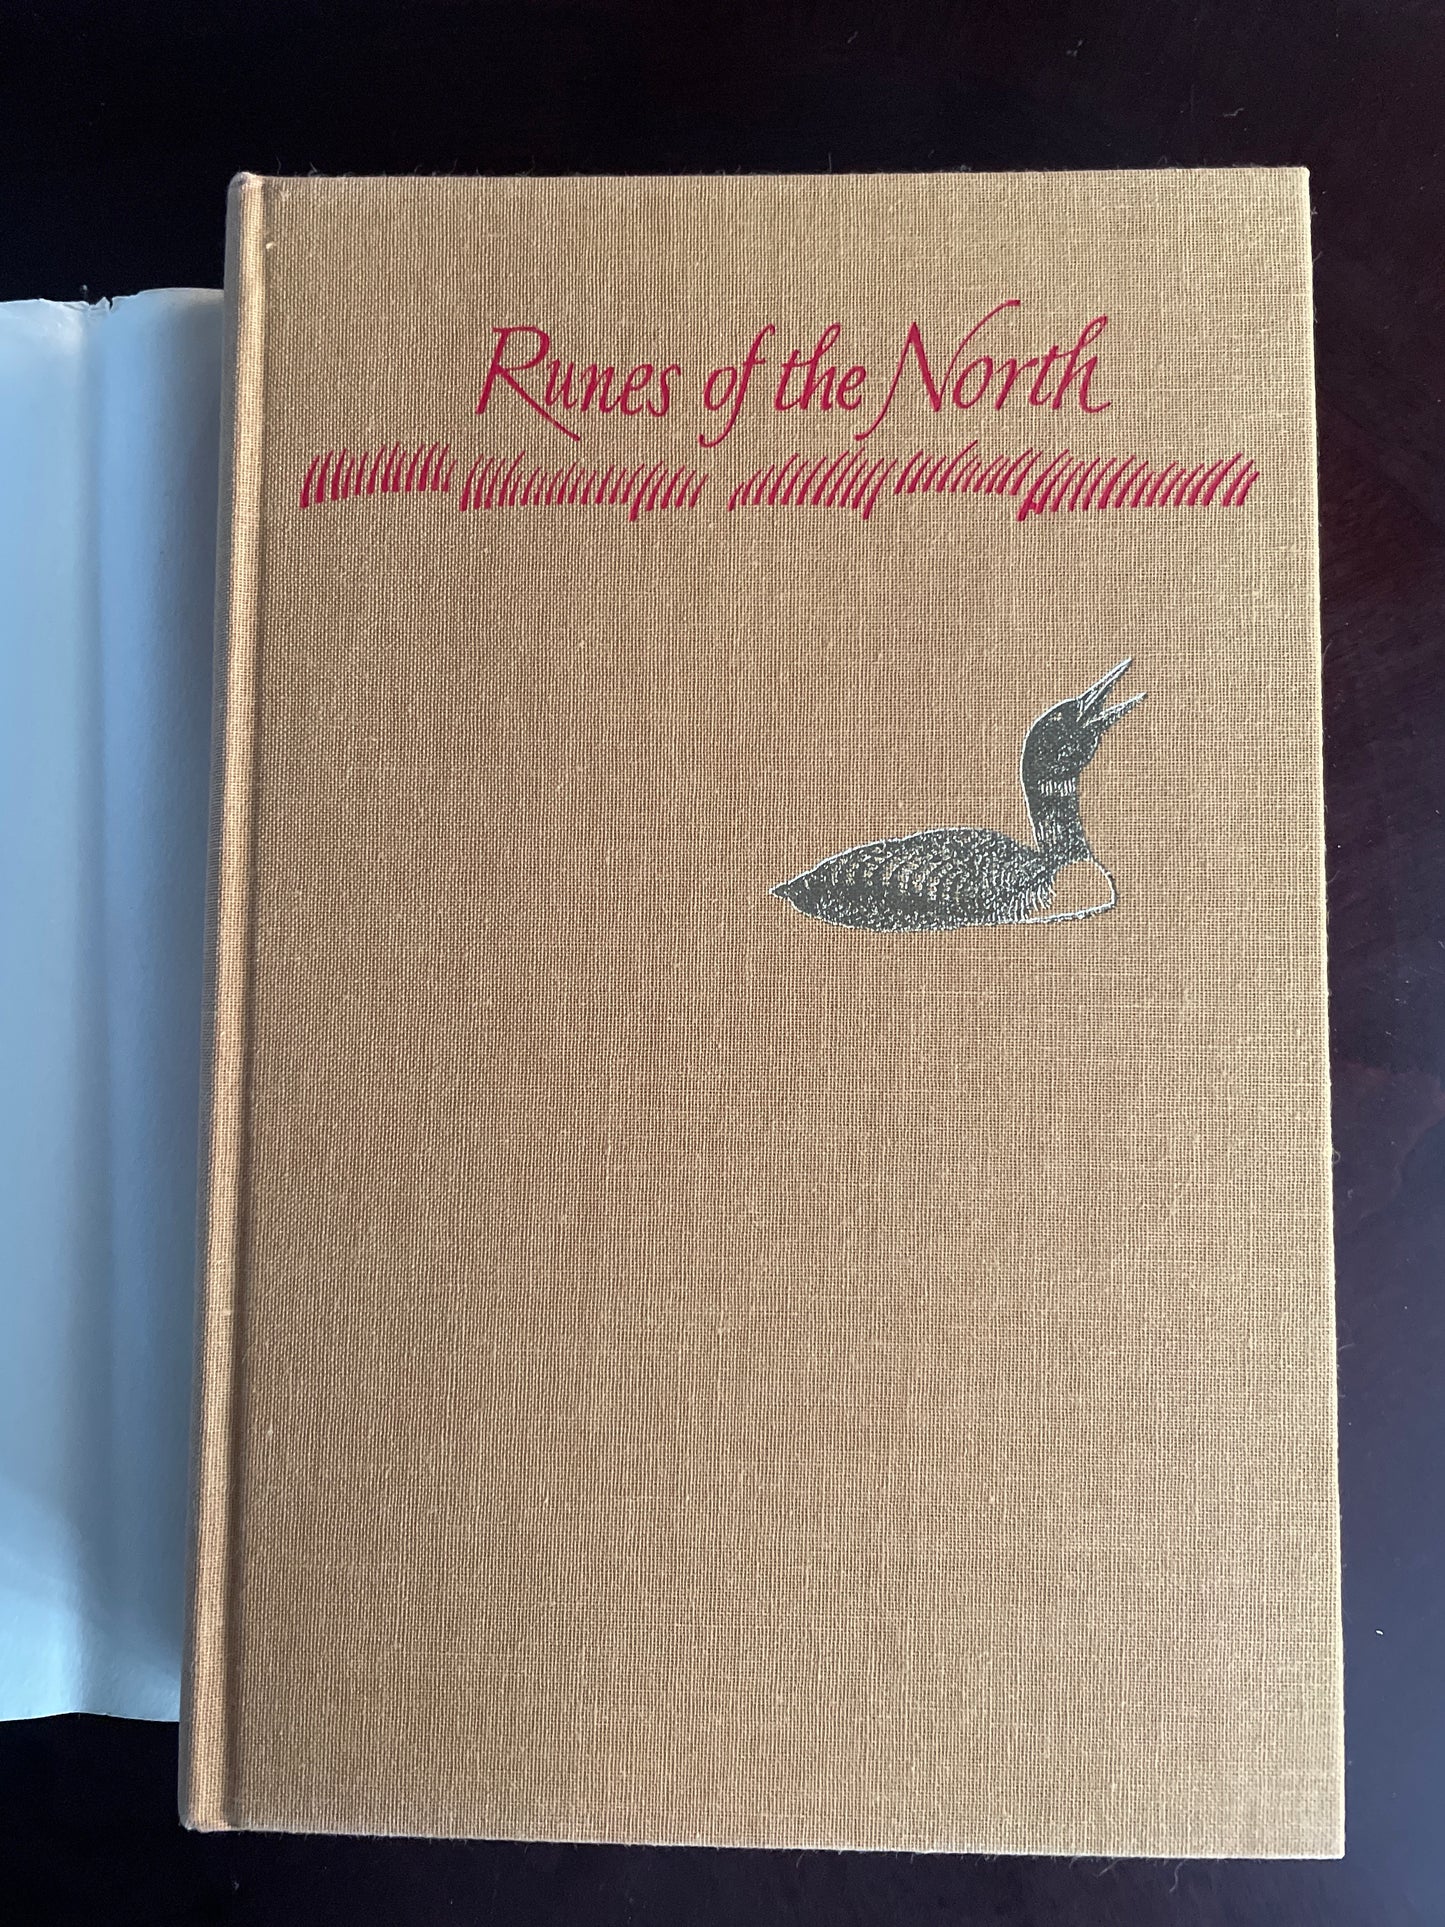 Runes of the North